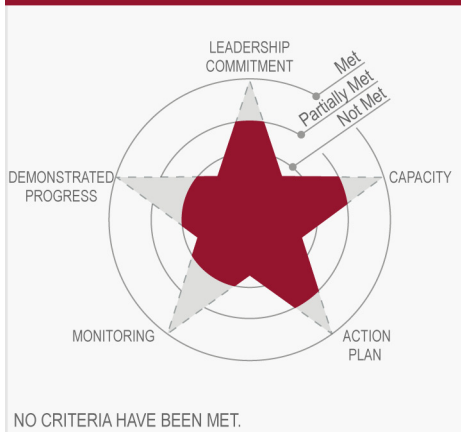 LEADERSHIP
COMMITMENT
Met
Partially Met
Not Met
DEMONSTRATED
PROGRESS
CAPACITY
MONITORING
ACTION
PLAN
NO CRITERIA HAVE BEEN MET.